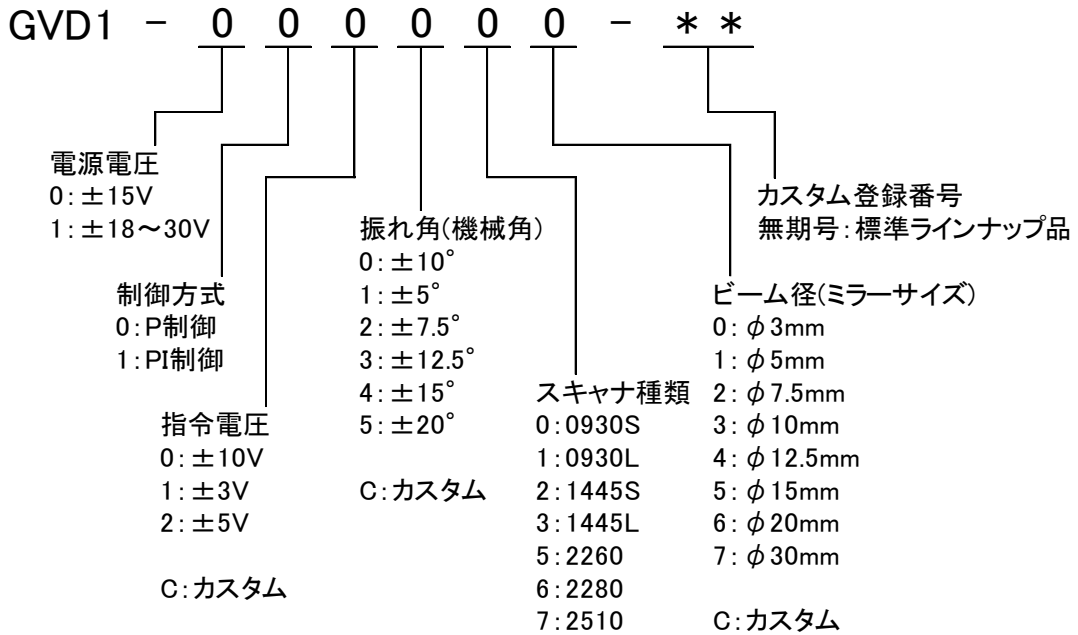 GVD1 - 0 0 0 0 0 0 - **
電源電圧
0:±15V
1:±18～30V
制御方式
0:P制御
1:PI制御
指令電圧
0:±10V
1:±3V
2:±5V
C:カスタム
振れ角(機械角)
0:±10°
1:±5°
2:±7.5°
3:±12.5°
4:±15°
5:±20°
C:カスタム
スキャナ種類
0:0930S
1:0930L
2:1445S
3:1445L
5:2260
6:2280
7:2510
ビーム径(ミラーサイズ)
0:φ3mm
1:φ5mm
2:φ7.5mm
3:φ10mm
4:φ12.5mm
5:φ15mm
6:φ20mm
7:φ30mm
C:カスタム
カスタム登録番号
無期号:標準ラインナップ品